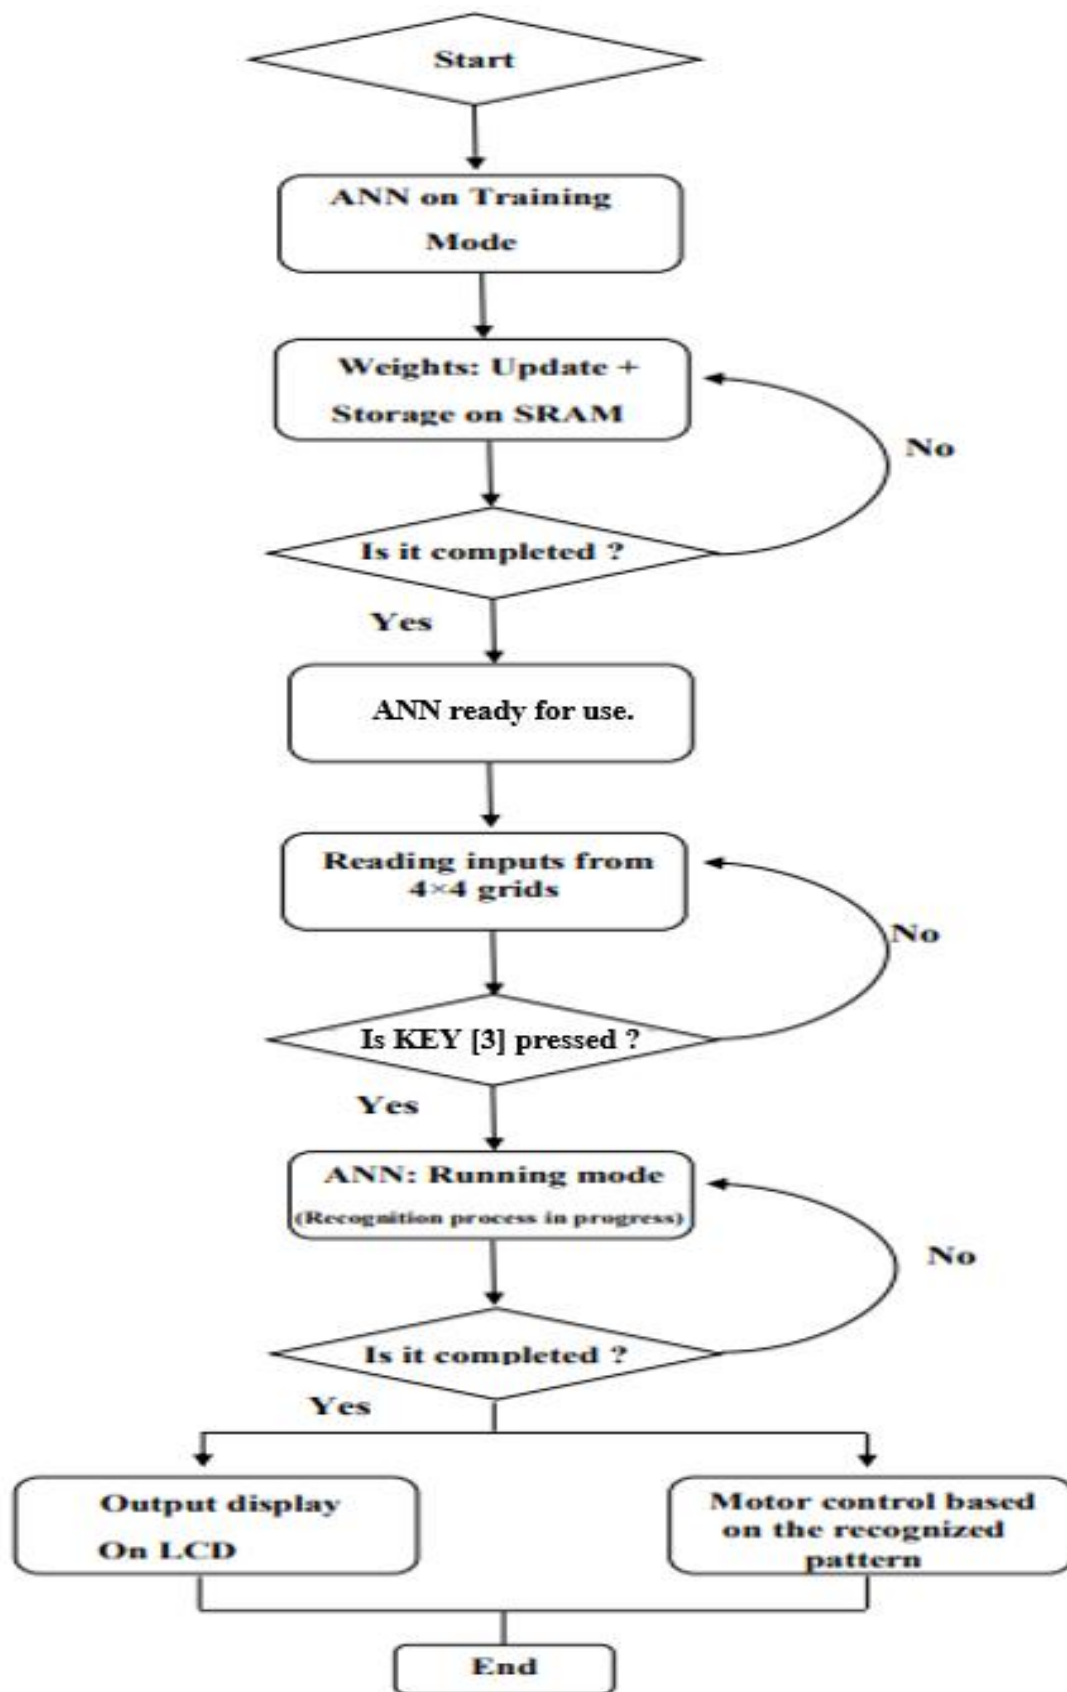 Start
ANN on Training
Mode
Weights: Update +
Storage on SRAM
No
Is it completed ?
Yes
ANN ready for use.
Reading inputs from
4×4 grids
No
Is KEY [3] pressed ?
Yes
ANN: Running mode
(Recognition process in progress)
No
Is it completed ?
Yes
Output display
On LCD
Motor control based
on the recognized
pattern
End